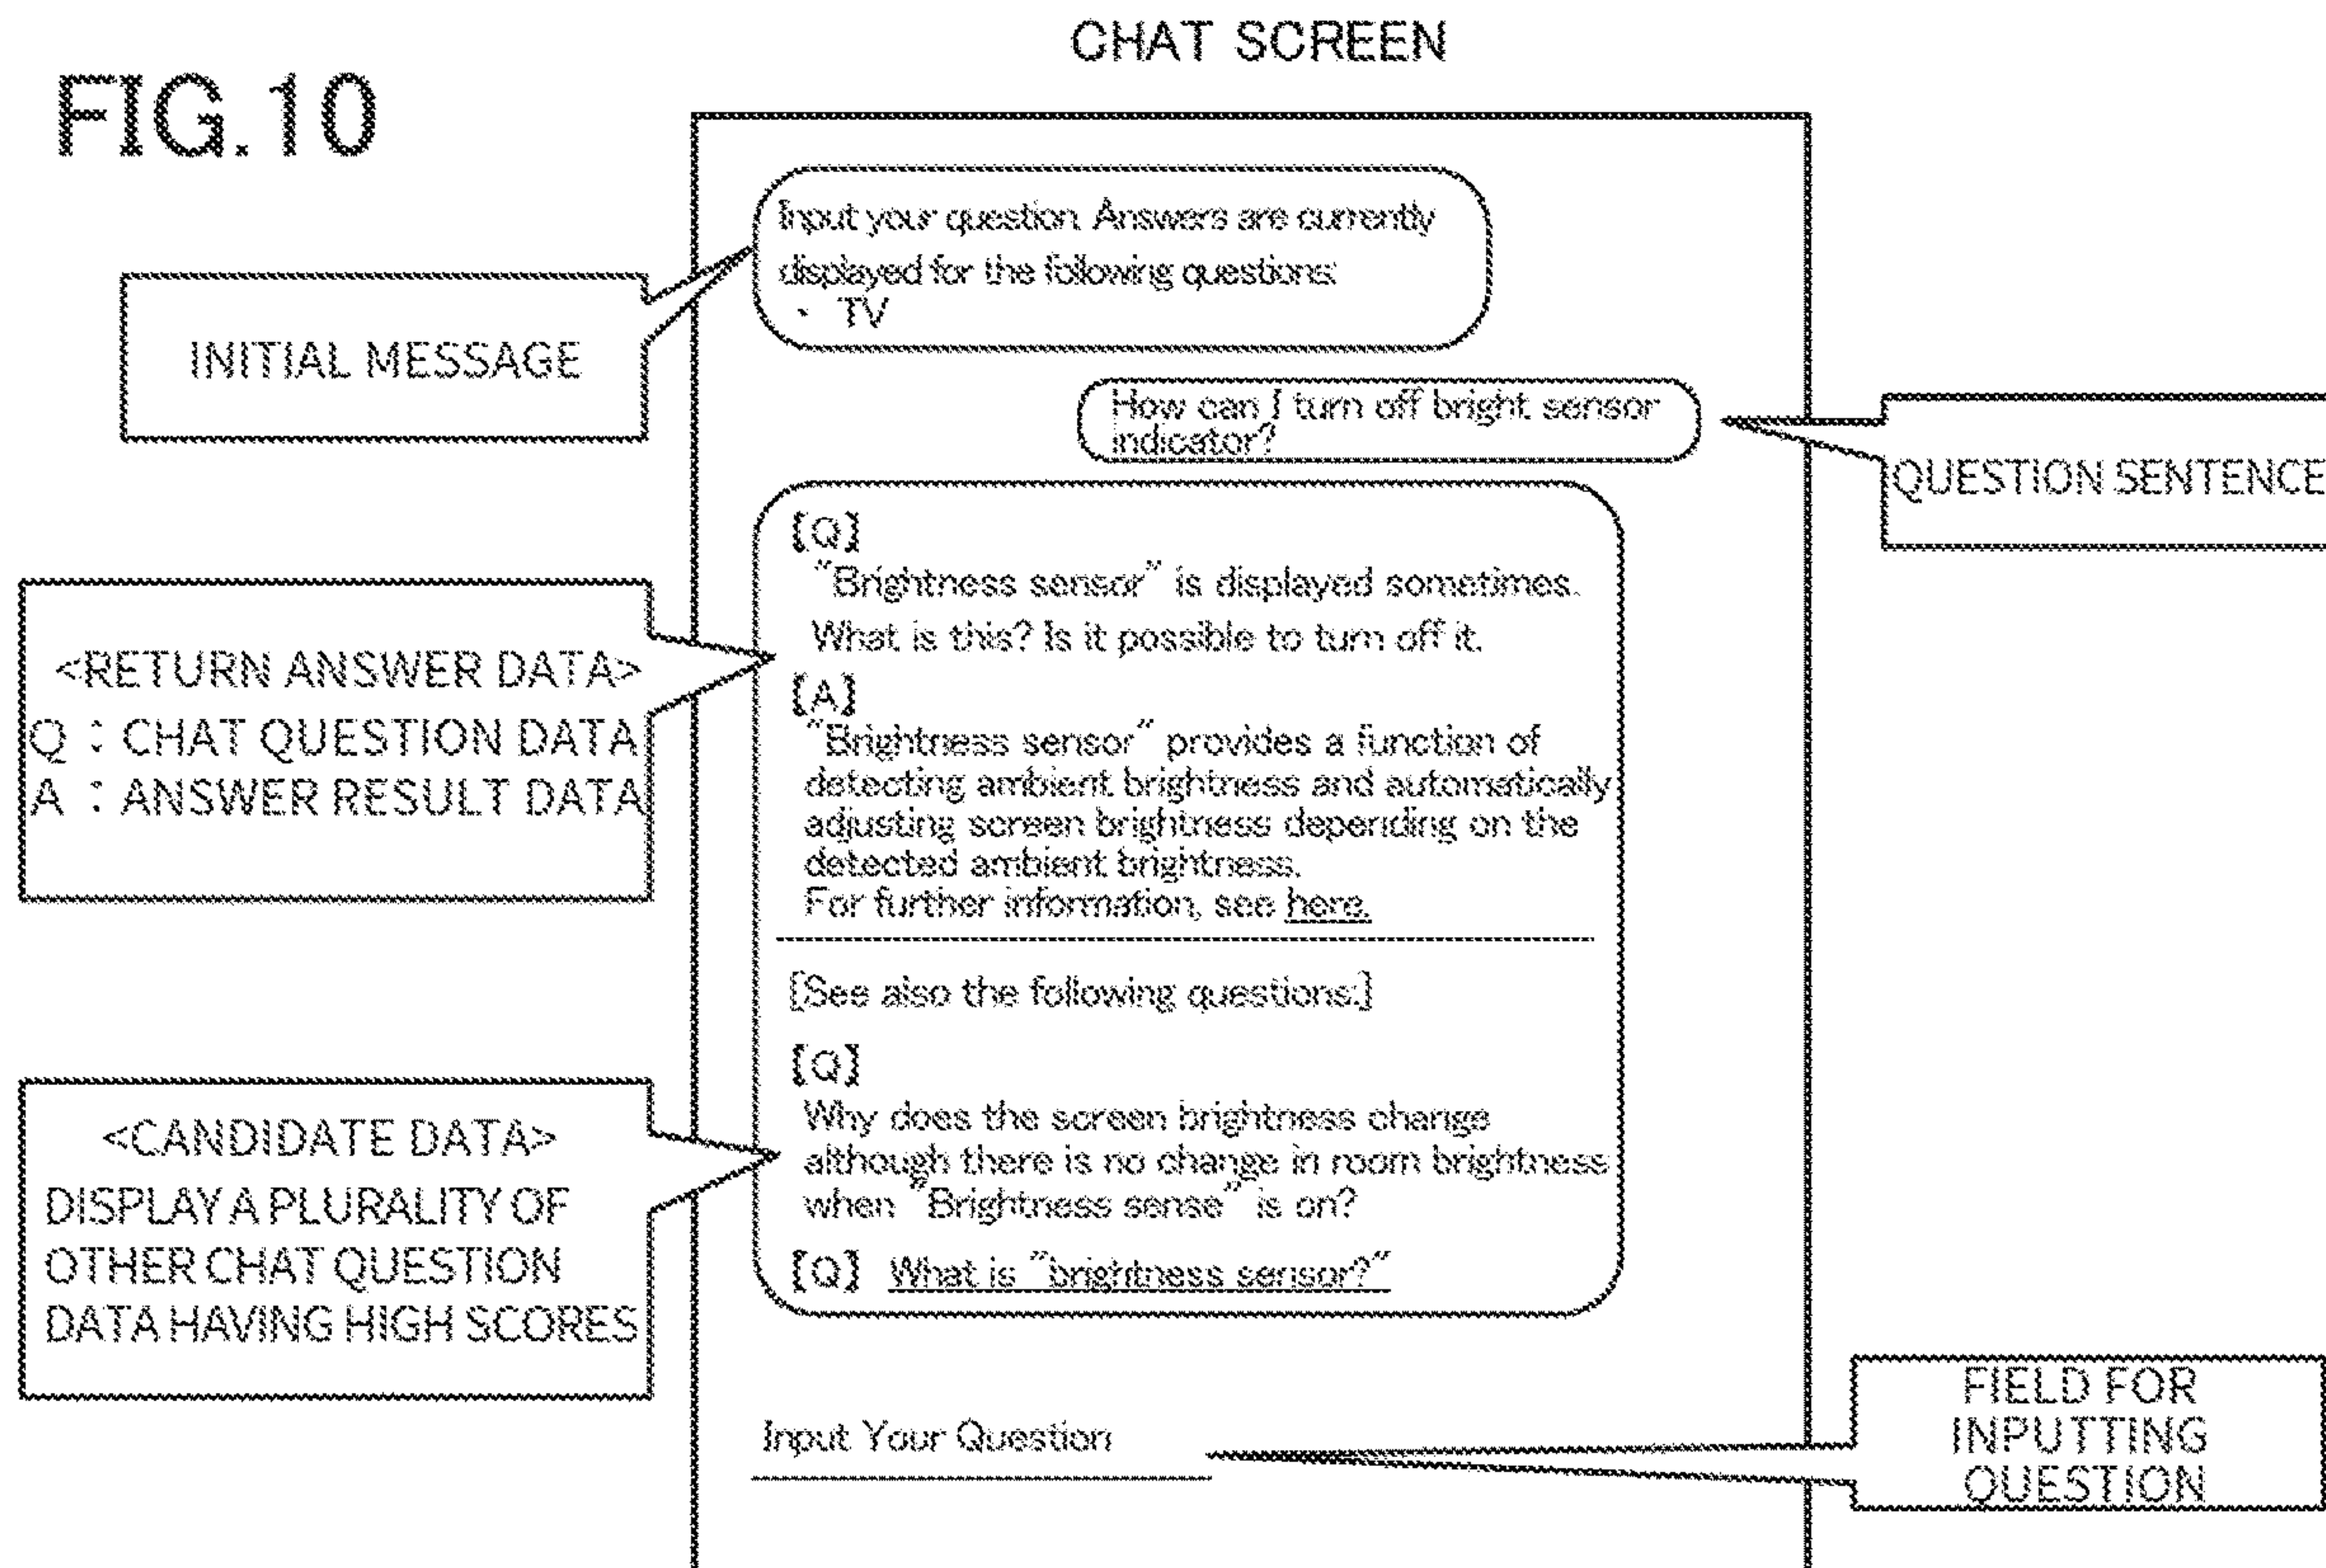 CHAT SCREEN
FIG.10
Input your question. Answers are currently
displayed for the following questions:
・ TV
INITIAL MESSAGE
How can I turn off bright sensor
indicator?
QUESTION SENTENCE
[Q]
"Brightness sensor" is displayed sometimes.
What is this? Is it possible to turn off it.
[A]
"Brightness sensor" provides a function of
detecting ambient brightness and automatically
adjusting screen brightness depending on the
detected ambient brightness.
For further information, see here.
<RETURN ANSWER DATA>
Q : CHAT QUESTION DATA
A : ANSWER RESULT DATA
[See also the following questions:]
[Q]
Why does the screen brightness change
although there is no change in room brightness
when "Brightness sense" is on?
[Q] What is "brightness sensor?"
<CANDIDATE DATA>
DISPLAY A PLURALITY OF
OTHER CHAT QUESTION
DATA HAVING HIGH SCORES
Input Your Question
FIELD FOR
INPUTTING
QUESTION